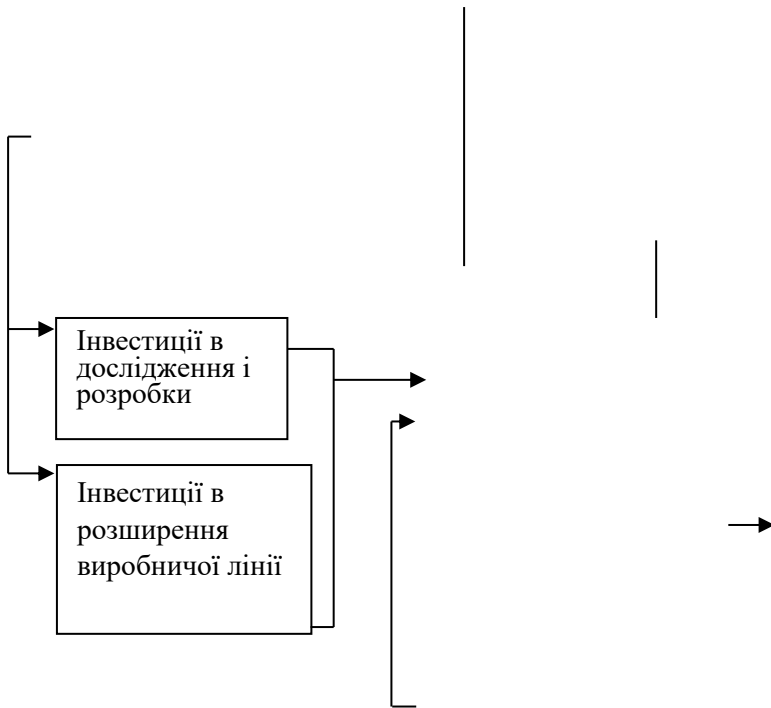 Інвестиції в
дослідження і
розробки
Інвестиції в
розширення
виробничої лінії